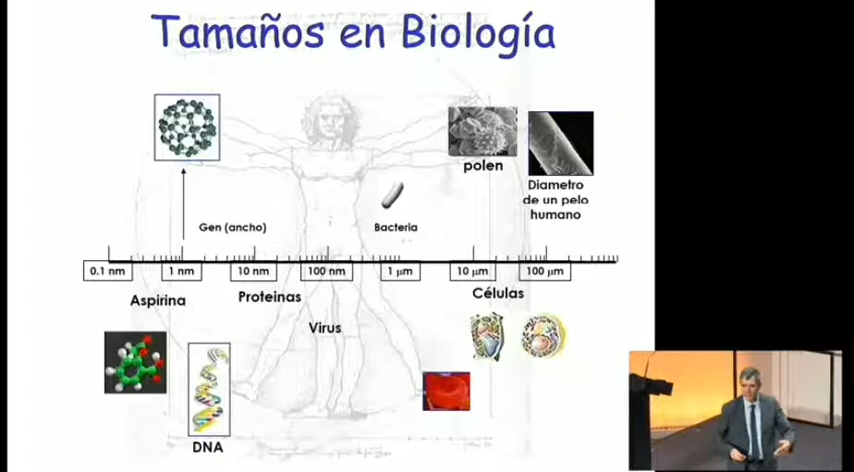 Tamaños en Biología
polen
Diametro
de un pelo
humano
Gen (ancho)
Bacteria
0.1 nm
1 nm
10 nm
100 nm
1 μm
10 μm
100 μm
Aspirina
Proteinas
Células
Virus
DNA